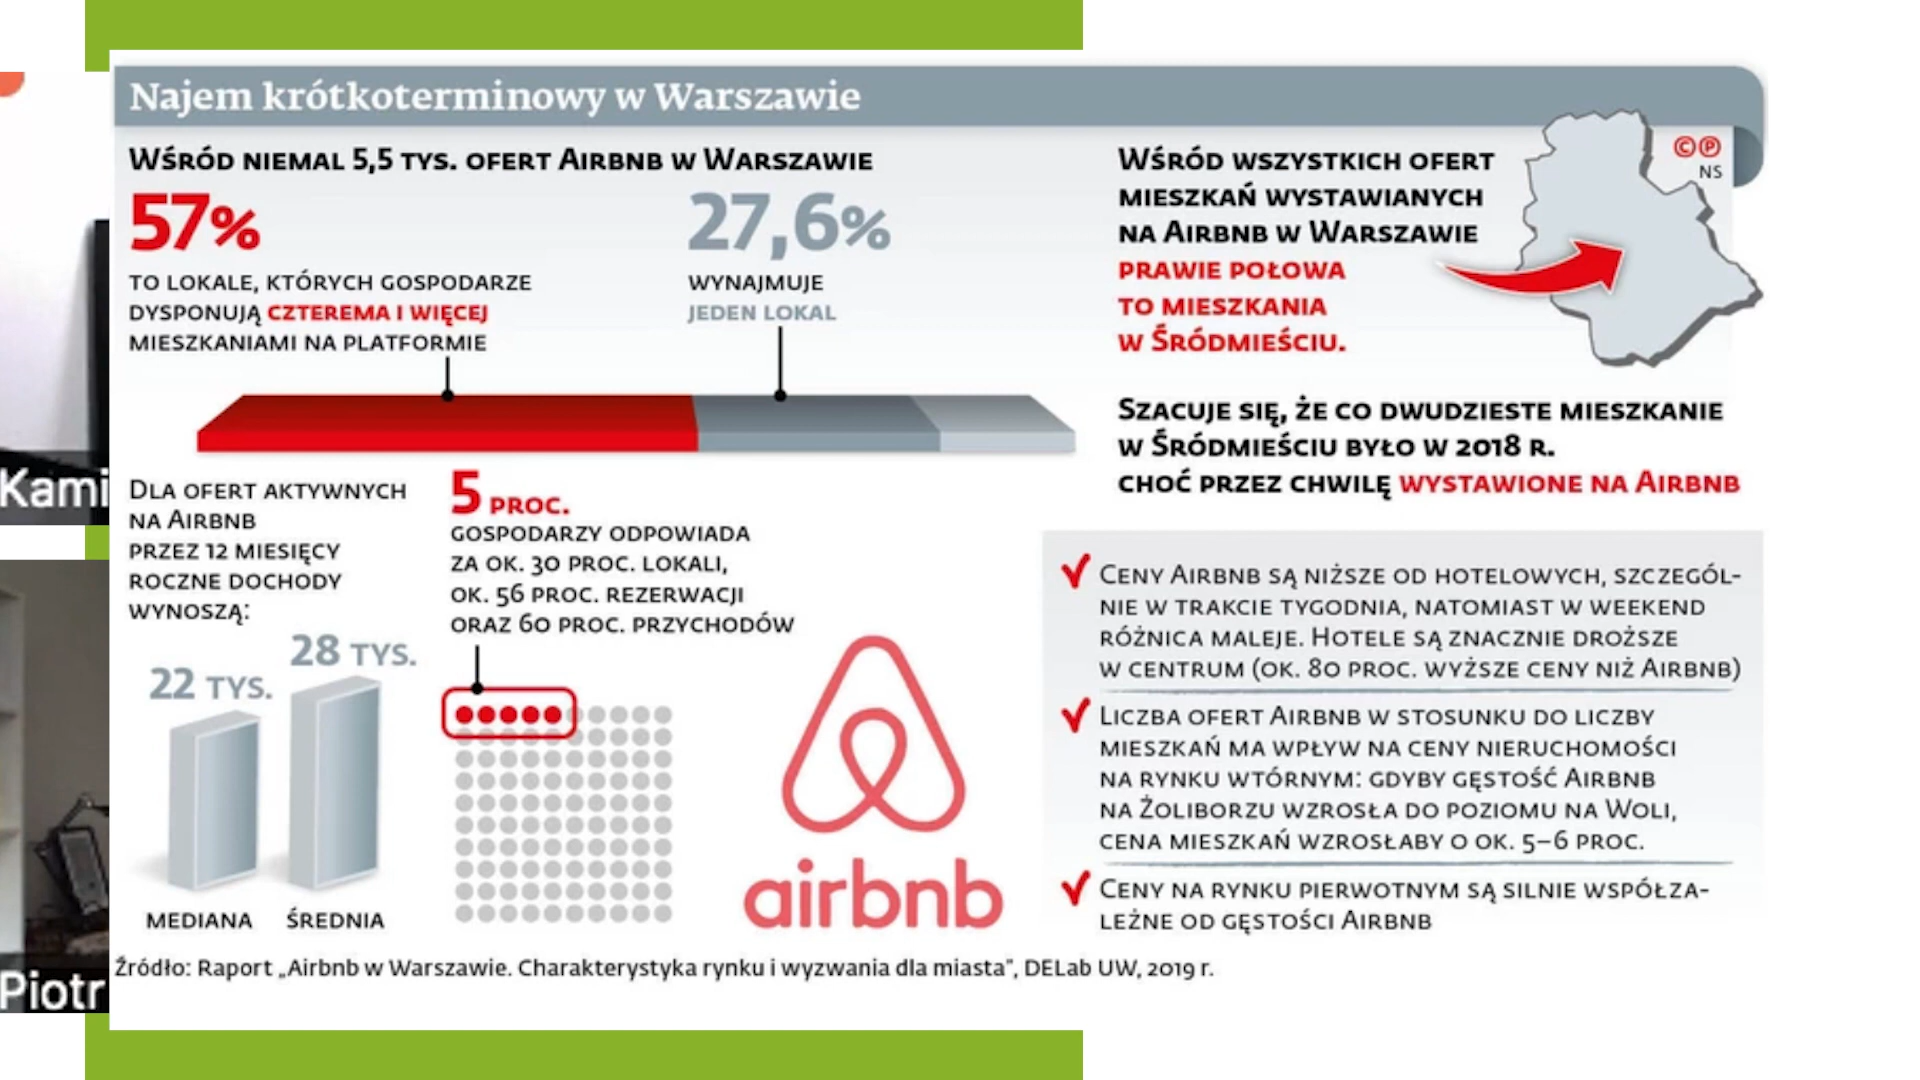 Najem krótkoterminowy w Warszawie
WŚRÓD NIEMAL 5,5 TYS. OFERT AIRBNB W WARSZAWIE
57%
TO LOKALE, KTÓRYCH GOSPODARZE
DYSPONUJĄ CZTEREMA I WIĘCEJ
MIESZKANIAMI NA PLATFORMIE
27,6%
WYNAJMUJE
JEDEN LOKAL
WŚRÓD WSZYSTKICH OFERT
MIESZKAŃ WYSTAWIANYCH
NA AIRBNB W WARSZAWIE
PRAWIE POŁOWA
TO MIESZKANIA
W ŚRÓDMIEŚCIU.
©℗
NS
SZACUJE SIĘ, ŻE CO DWUDZIESTE MIESZKANIE
W ŚRÓDMIEŚCIU BYŁO W 2018 R.
CHOĆ PRZEZ CHWILĘ WYSTAWIONE NA AIRBNB
Kami
DLA OFERT AKTYWNYCH
NA AIRBNB
PRZEZ 12 MIESIĘCY
ROCZNE DOCHODY
WYNOSZĄ:
22 TYS.
28 TYS.
MEDIANA
ŚREDNIA
5 PROC.
GOSPODARZY ODPOWIADA
ZA OK. 30 PROC. LOKALI,
OK. 56 PROC. REZERWACJI
ORAZ 60 PROC. PRZYCHODÓW
airbnb
CENY AIRBNB SĄ NIŻSZE OD HOTELOWYCH, SZCZEGÓL-
NIE W TRAKCIE TYGODNIA, NATOMIAST W WEEKEND
RÓŻNICA MALEJE. HOTELE SĄ ZNACZNIE DROŻSZE
W CENTRUM (OK. 80 PROC. WYŻSZE CENY NIŻ AIRBNB)
LICZBA OFERT AIRBNB W STOSUNKU DO LICZBY
MIESZKAŃ MA WPŁYW NA CENY NIERUCHOMOŚCI
NA RYNKU WTÓRNYM: GDYBY GĘSTOŚĆ AIRBNB
NA ŻOLIBORZU WZROSŁA DO POZIOMU NA WOLI,
CENA MIESZKAŃ WZROSŁABY O OK. 5–6 PROC.
CENY NA RYNKU PIERWOTNYM SĄ SILNIE WSPÓŁZA-
LEŻNE OD GĘSTOŚCI AIRBNB
Źródło: Raport „Airbnb w Warszawie. Charakterystyka rynku i wyzwania dla miasta", DELab UW, 2019 r.
Piotr